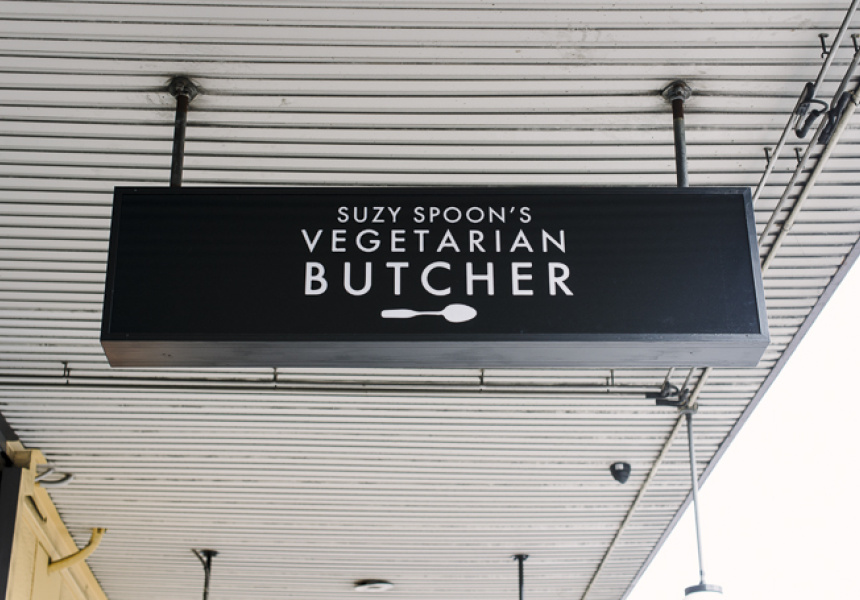 SUZY SPOON'S
VEGETARIAN
BUTCHER